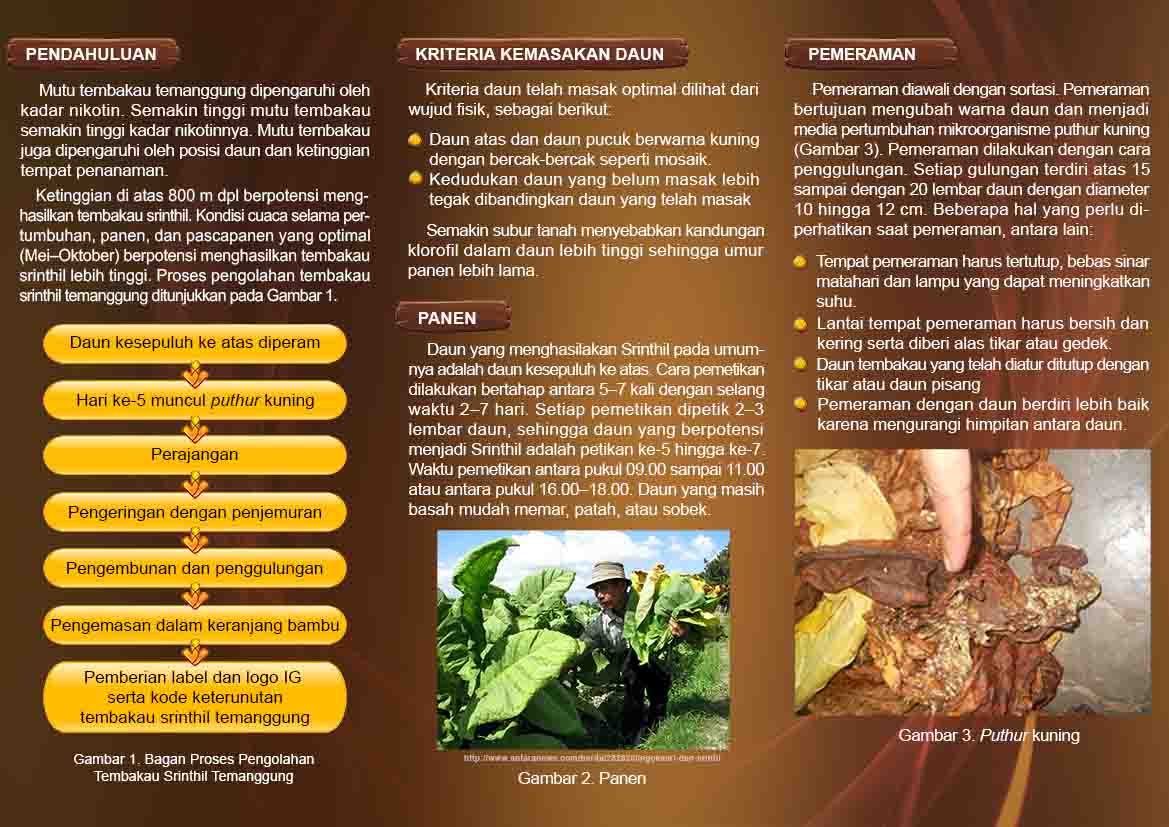 PENDAHULUAN
Mutu tembakau temanggung dipengaruhi oleh
kadar nikotin. Semakin tinggi mutu tembakau
semakin tinggi kadar nikotinnya. Mutu tembakau
juga dipengaruhi oleh posisi daun dan ketinggian
tempat penanaman.
Ketinggian di atas 800 m dpl berpotensi meng-
hasilkan tembakau srinthil. Kondisi cuaca selama per-
tumbuhan, panen, dan pascapanen yang optimal
(Mei–Oktober) berpotensi menghasilkan tembakau
srinthil lebih tinggi. Proses pengolahan tembakau
srinthil temanggung ditunjukkan pada Gambar 1.
Daun kesepuluh ke atas diperam
Hari ke-5 muncul puthur kuning
Perajangan
Pengeringan dengan penjemuran
Pengembunan dan penggulungan
Pengemasan dalam keranjang bambu
Pemberian label dan logo IG
serta kode keterunutan
tembakau srinthil temanggung
Gambar 1. Bagan Proses Pengolahan
Tembakau Srinthil Temanggung
KRITERIA KEMASAKAN DAUN
Kriteria daun telah masak optimal dilihat dari
wujud fisik, sebagai berikut:
Daun atas dan daun pucuk berwarna kuning
dengan bercak-bercak seperti mosaik.
Kedudukan daun yang belum masak lebih
tegak dibandingkan daun yang telah masak
Semakin subur tanah menyebabkan kandungan
klorofil dalam daun lebih tinggi sehingga umur
panen lebih lama.
PANEN
Daun yang menghasilakan Srinthil pada umum-
nya adalah daun kesepuluh ke atas. Cara pemetikan
dilakukan bertahap antara 5–7 kali dengan selang
waktu 2–7 hari. Setiap pemetikan dipetik 2–3
lembar daun, sehingga daun yang berpotensi
menjadi Srinthil adalah petikan ke-5 hingga ke-7.
Waktu pemetikan antara pukul 09.00 sampai 11.00
atau antara pukul 16.00–18.00. Daun yang masih
basah mudah memar, patah, atau sobek.
Gambar 2. Panen
PEMERAMAN
Pemeraman diawali dengan sortasi. Pemeraman
bertujuan mengubah warna daun dan menjadi
media pertumbuhan mikroorganisme puthur kuning
(Gambar 3). Pemeraman dilakukan dengan cara
penggulungan. Setiap gulungan terdiri atas 15
sampai dengan 20 lembar daun dengan diameter
10 hingga 12 cm. Beberapa hal yang perlu di-
perhatikan saat pemeraman, antara lain:
Tempat pemeraman harus tertutup, bebas sinar
matahari dan lampu yang dapat meningkatkan
suhu.
Lantai tempat pemeraman harus bersih dan
kering serta diberi alas tikar atau gedek.
Daun tembakau yang telah diatur ditutup dengan
tikar atau daun pisang
Pemeraman dengan daun berdiri lebih baik
karena mengurangi himpitan antara daun.
Gambar 3. Puthur kuning